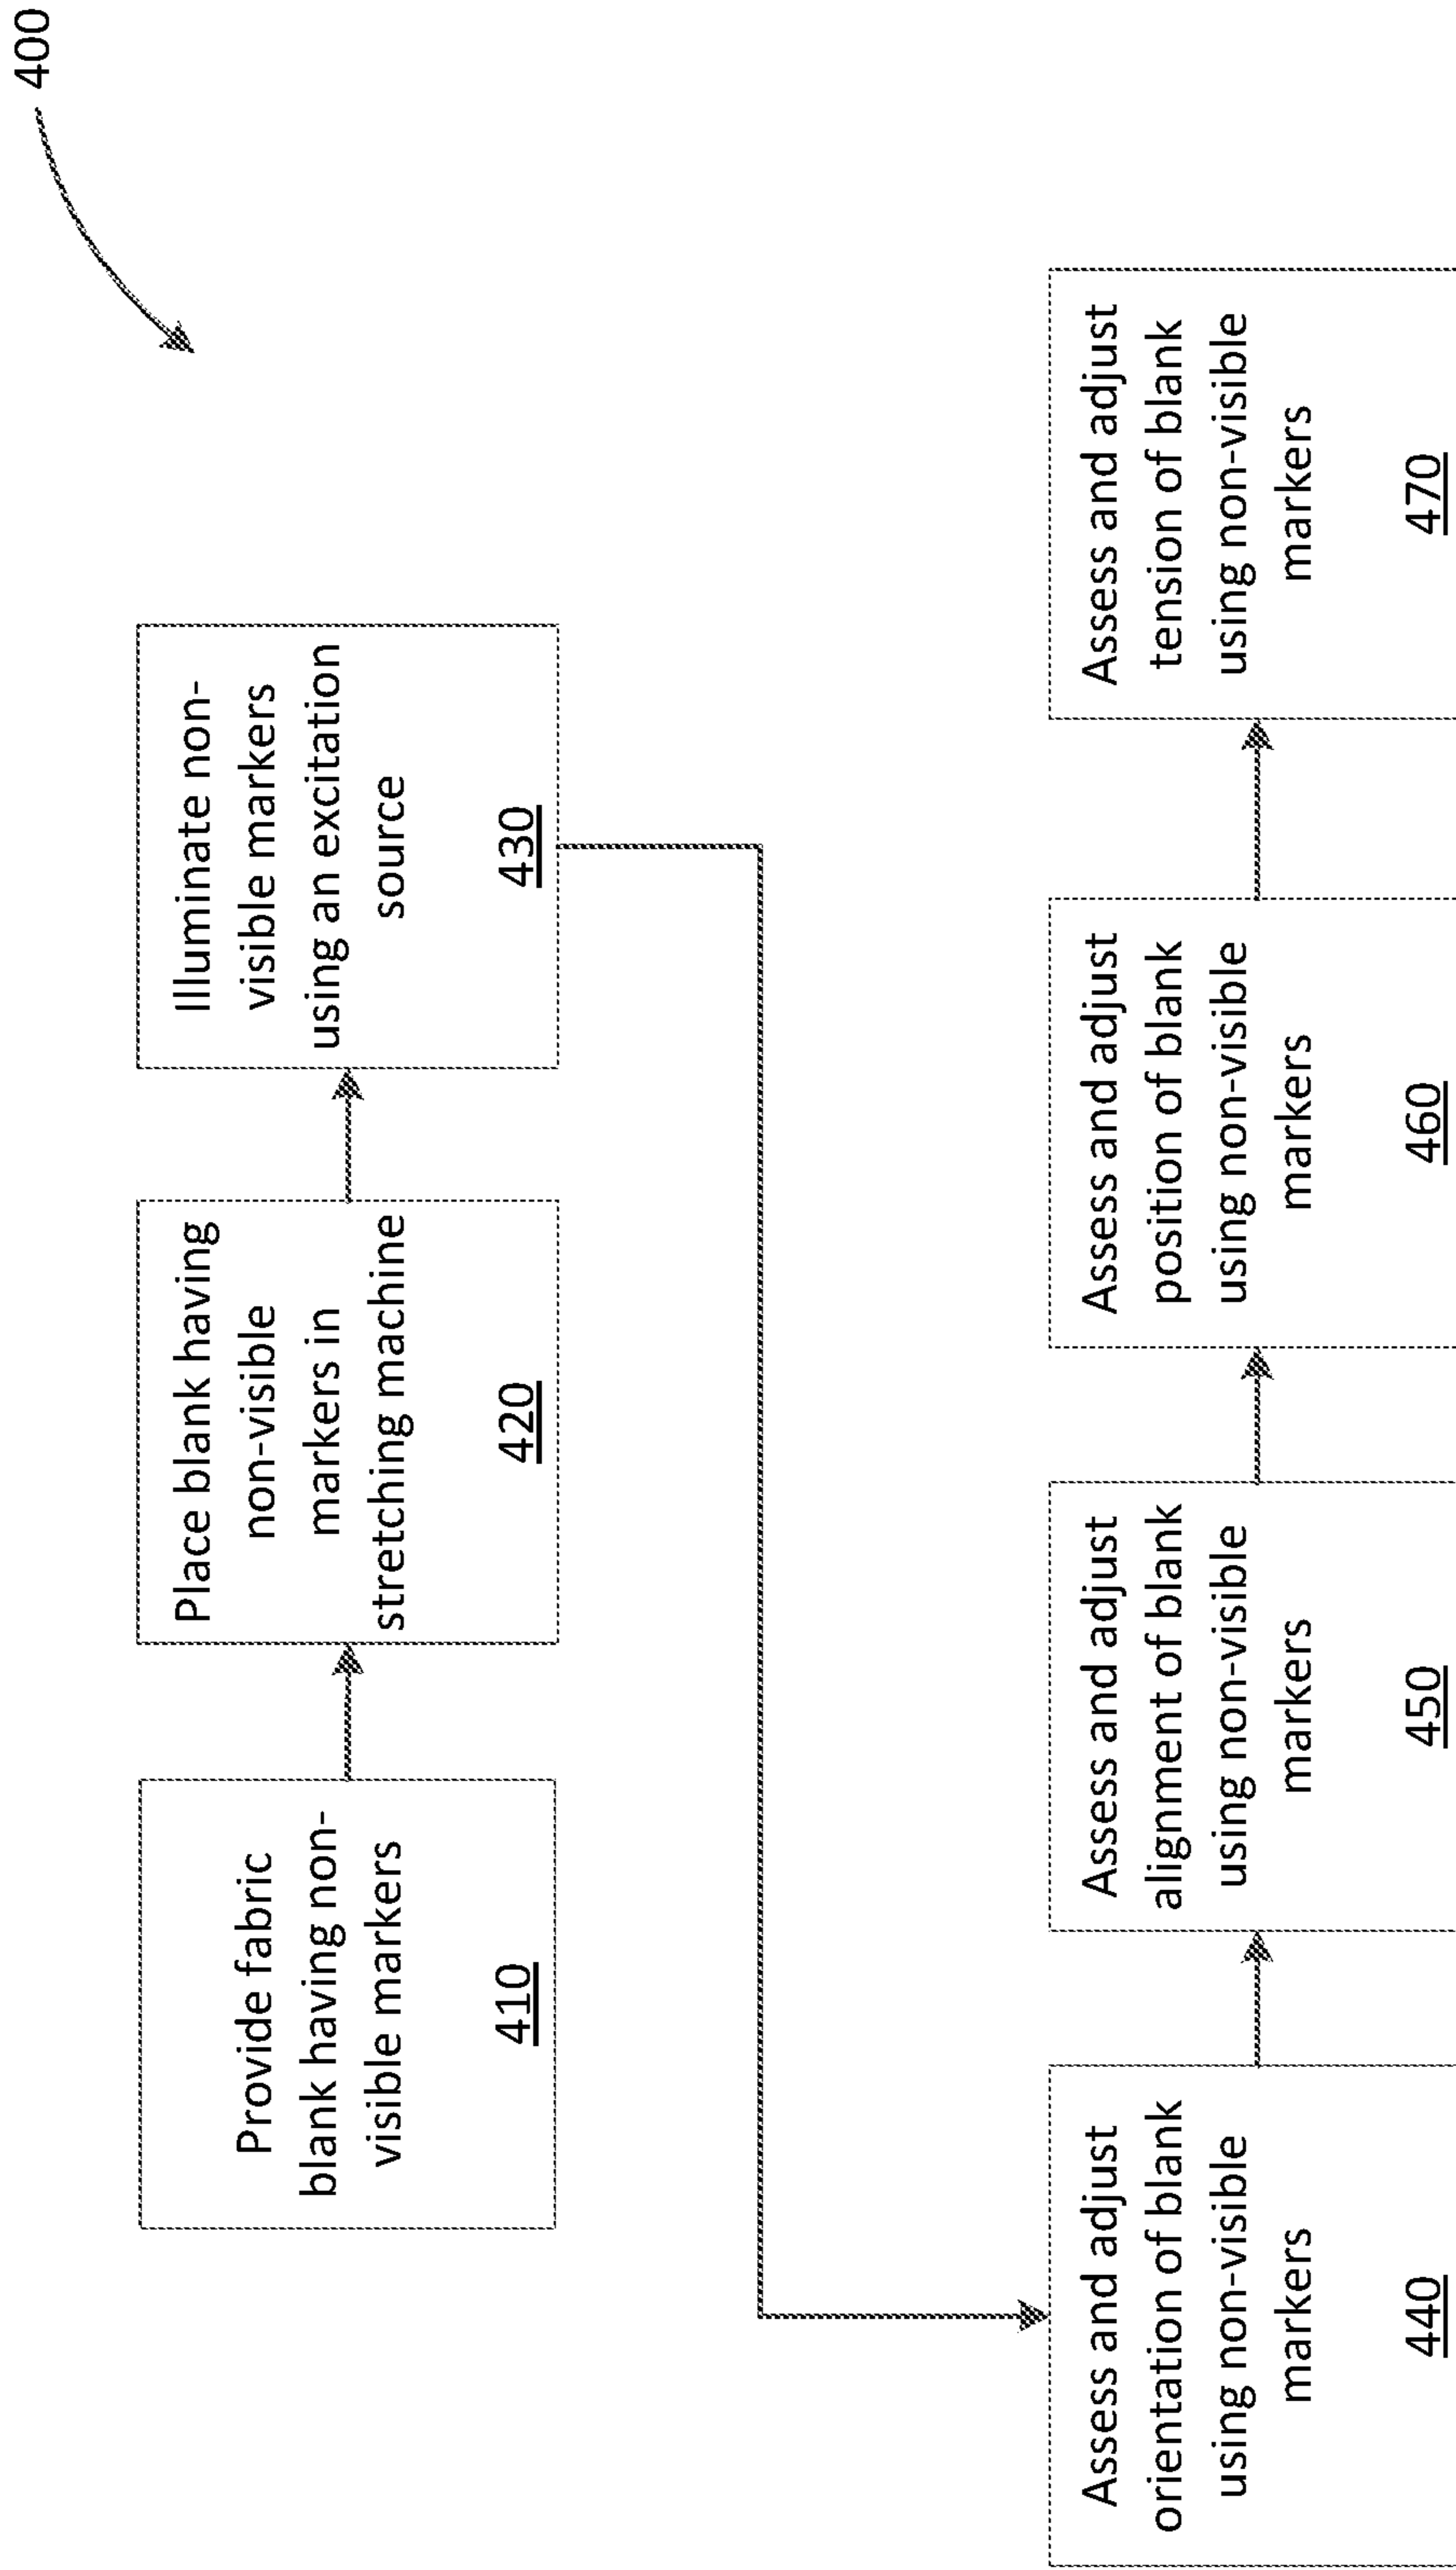 400
Provide fabric
blank having non-
visible markers
410
Place blank having
non-visible
markers in
stretching machine
420
Illuminate non-
visible markers
using an excitation
source
430
Assess and adjust
orientation of blank
using non-visible
markers
440
Assess and adjust
alignment of blank
using non-visible
markers
450
Assess and adjust
position of blank
using non-visible
markers
460
Assess and adjust
tension of blank
using non-visible
markers
470